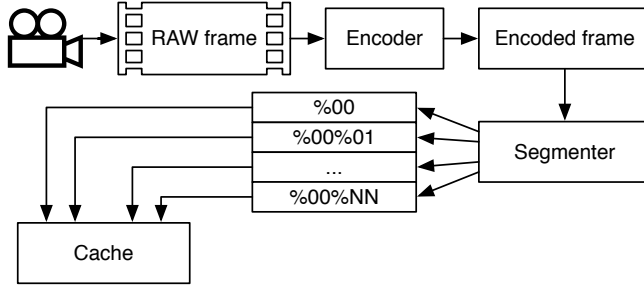 RAW frame
Encoder
Encoded frame
%00
%00%01
...
%00%NN
Segmenter
Cache